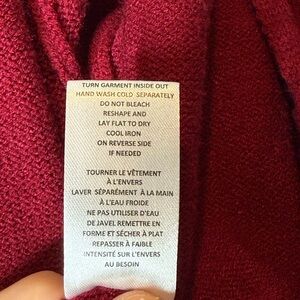 TURN GARMENT INSIDE OUT
HAND WASH COLD SEPARATELY
DO NOT BLEACH
RESHAPE AND
LAY FLAT TO DRY
COOL IRON
ON REVERSE SIDE
IF NEEDED
TOURNER LE VÊTEMENT
À L'ENVERS
LAVER SÉPARÉMENT À LA MAIN
À L'EAU FROIDE
NE PAS UTILISER D'EAU
DE JAVEL REMETTRE EN
FORME ET SÉCHER À PLAT
REPASSER À FAIBLE
INTENSITÉ SUR L'ENVERS
AU BESOIN